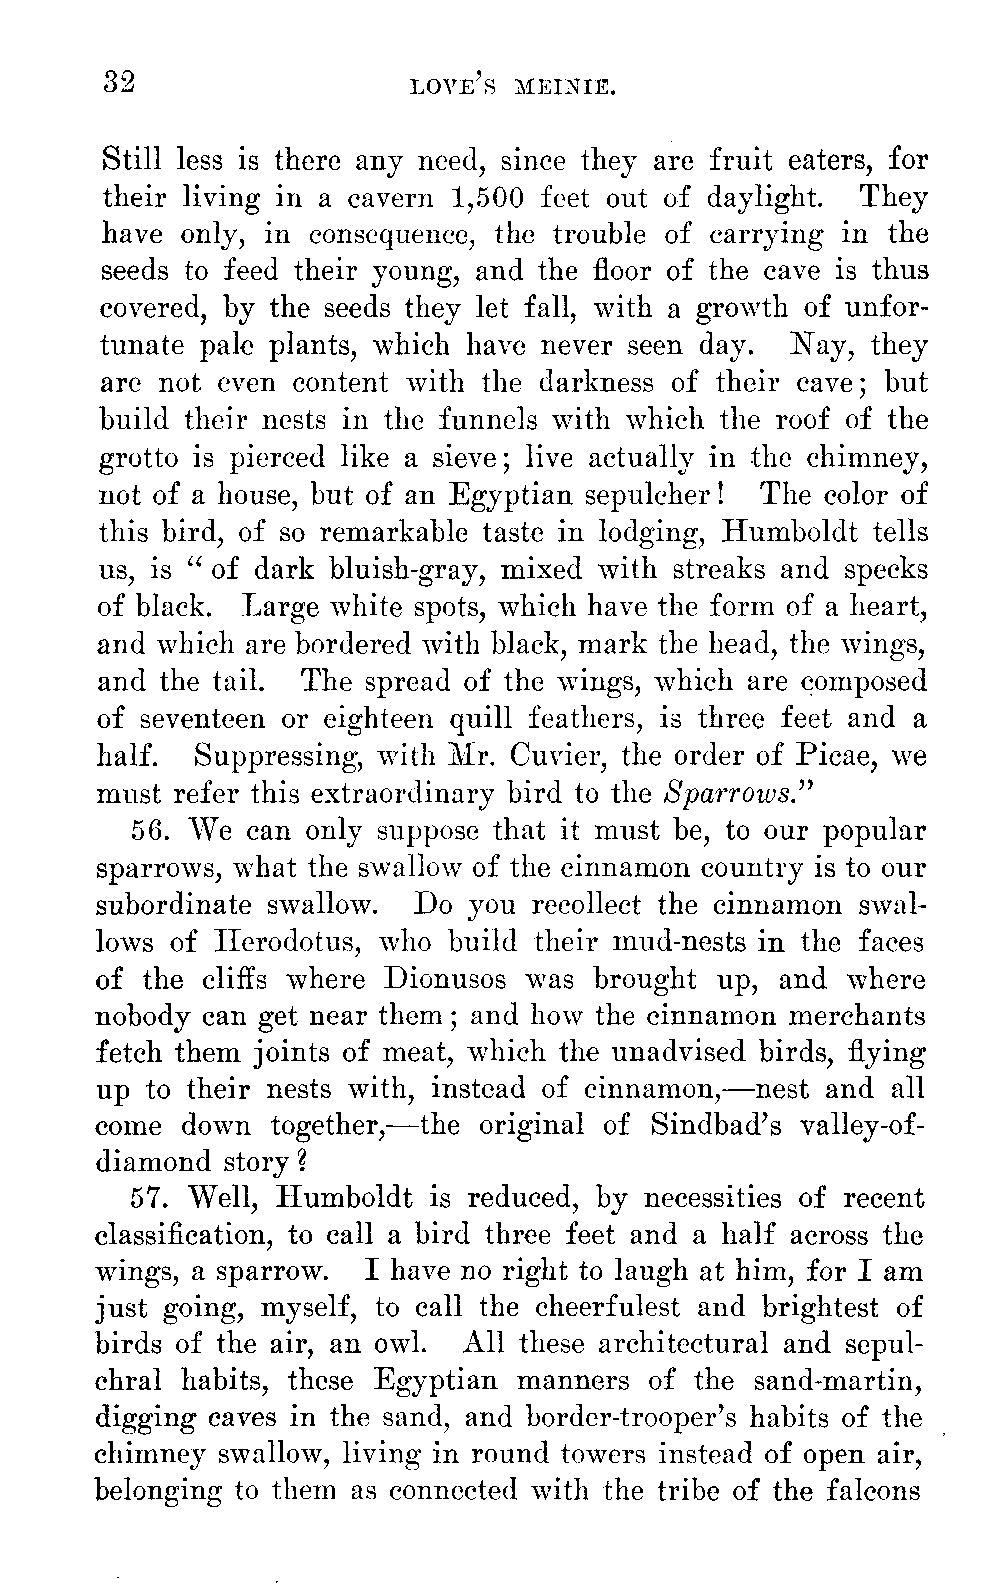 32 LOVE'S MEINIE.
Still less is there any need, since they are fruit eaters, for
their living in a cavern 1,500 feet out of daylight. They
have only, in consequence, the trouble of carrying in the
seeds to feed their young, and the floor of the cave is thus
covered, by the seeds they let fall, with a growth of unfor-
tunate pale plants, which have never seen day. Nay, they
are not even content with the darkness of their cave; but
build their nests in the funnels with which the roof of the
grotto is pierced like a sieve; live actually in the chimney,
not of a house, but of an Egyptian sepulcher! The color of
this bird, of so remarkable taste in lodging, Humboldt tells
us, is “ of dark bluish-gray, mixed with streaks and specks
of black. Large white spots, which have the form of a heart,
and which are bordered with black, mark the head, the wings,
and the tail. The spread of the wings, which are composed
of seventeen or eighteen quill feathers, is three feet and a
half. Suppressing, with Mr. Cuvier, the order of Picae, we
must refer this extraordinary bird to the Sparrows.”
56. We can only suppose that it must be, to our popular
sparrows, what the swallow of the cinnamon country is to our
subordinate swallow. Do you recollect the cinnamon swal-
lows of Herodotus, who build their mud-nests in the faces
of the cliffs where Dionusos was brought up, and where
nobody can get near them; and how the cinnamon merchants
fetch them joints of meat, which the unadvised birds, flying
up to their nests with, instead of cinnamon,—nest and all
come down together,—the original of Sindbad's valley-of-
diamond story?
57. Well, Humboldt is reduced, by necessities of recent
classification, to call a bird three feet and a half across the
wings, a sparrow. I have no right to laugh at him, for I am
just going, myself, to call the cheerfulest and brightest of
birds of the air, an owl. All these architectural and sepul-
chral habits, these Egyptian manners of the sand-martin,
digging caves in the sand, and border-trooper's habits of the
chimney swallow, living in round towers instead of open air,
belonging to them as connected with the tribe of the falcons